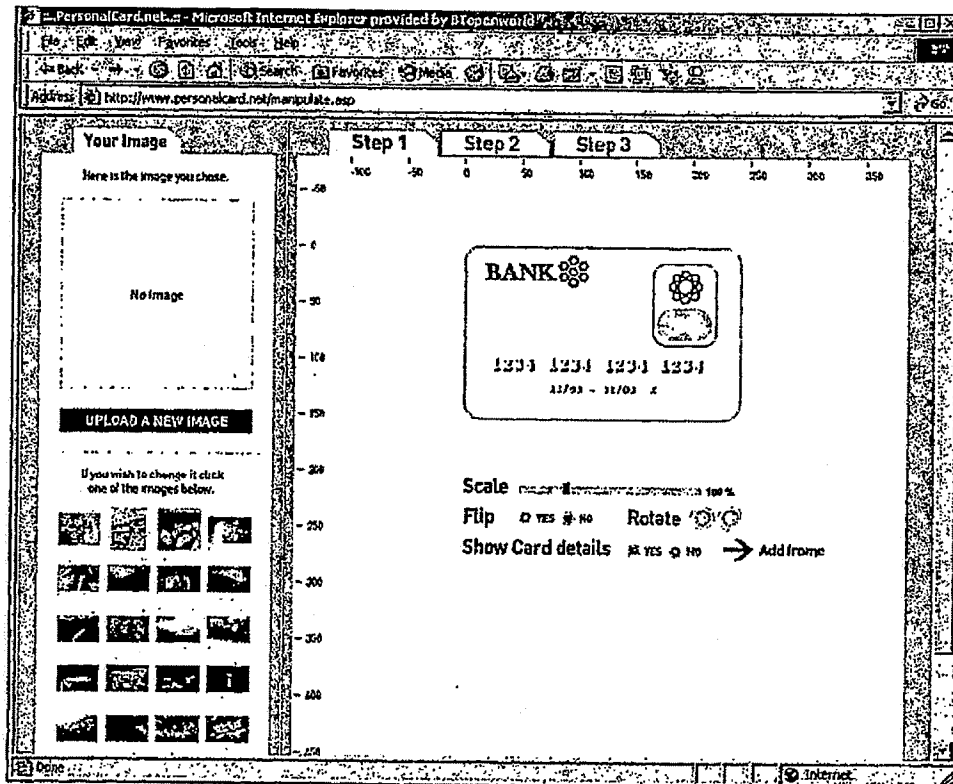 ::..PersonalCard.net..:: - Microsoft Internet Explorer provided by BTopenworld
File Edit View Favorites Tools Help
Back Search Favorites Media
Address http://www.personalcard.net/manipulate.asp Go
Your Image
Here is the image you chose.
No image
UPLOAD A NEW IMAGE
If you wish to change it click
one of the images below.
Step 1 Step 2 Step 3
-100 -50 0 50 100 150 200 250 300 350
-50
0
50
100
150
200
250
300
350
400
450
BANK
1234 1234 1234 1234
Scale 100 %
Flip YES NO Rotate
Show Card details YES NO Add frame
Done Internet